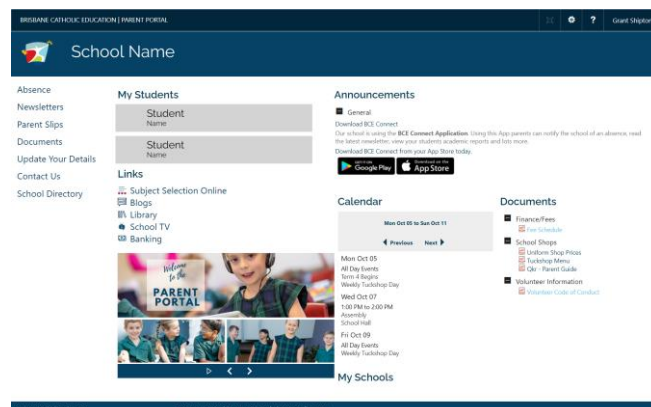 BRISBANE CATHOLIC EDUCATION | PARENT PORTAL
?
Grant Shipton
School Name
Absence
Newsletters
Parent Slips
Documents
Update Your Details
Contact Us
School Directory
My Students
Student
Name
Student
Name
Links
Subject Selection Online
Blogs
Library
School TV
Banking
Welcome
to the
PARENT
PORTAL
Announcements
General
Download BCE Connect
Our school is using the BCE Connect Application. Using this App parents can notify the school of an absence, read
the latest newsletter, view your students academic reports and lots more.
Download BCE Connect from your App Store today.
Google Play
Download on the
App Store
Calendar
Mon Oct 05 to Sun Oct 11
Previous Next
Mon Oct 05
All Day Events
Term 4 Begins
Weekly Tuckshop Day
Wed Oct 07
1:00 PM to 2:00 PM
Assembly
School Hall
Fri Oct 09
All Day Events
Weekly Tuckshop Day
My Schools
Documents
Finance/Fees
Fee Schedule
School Shops
Uniform Shop Prices
Tuckshop Menu
Qkr - Parent Guide
Volunteer Information
Volunteer Code of Conduct